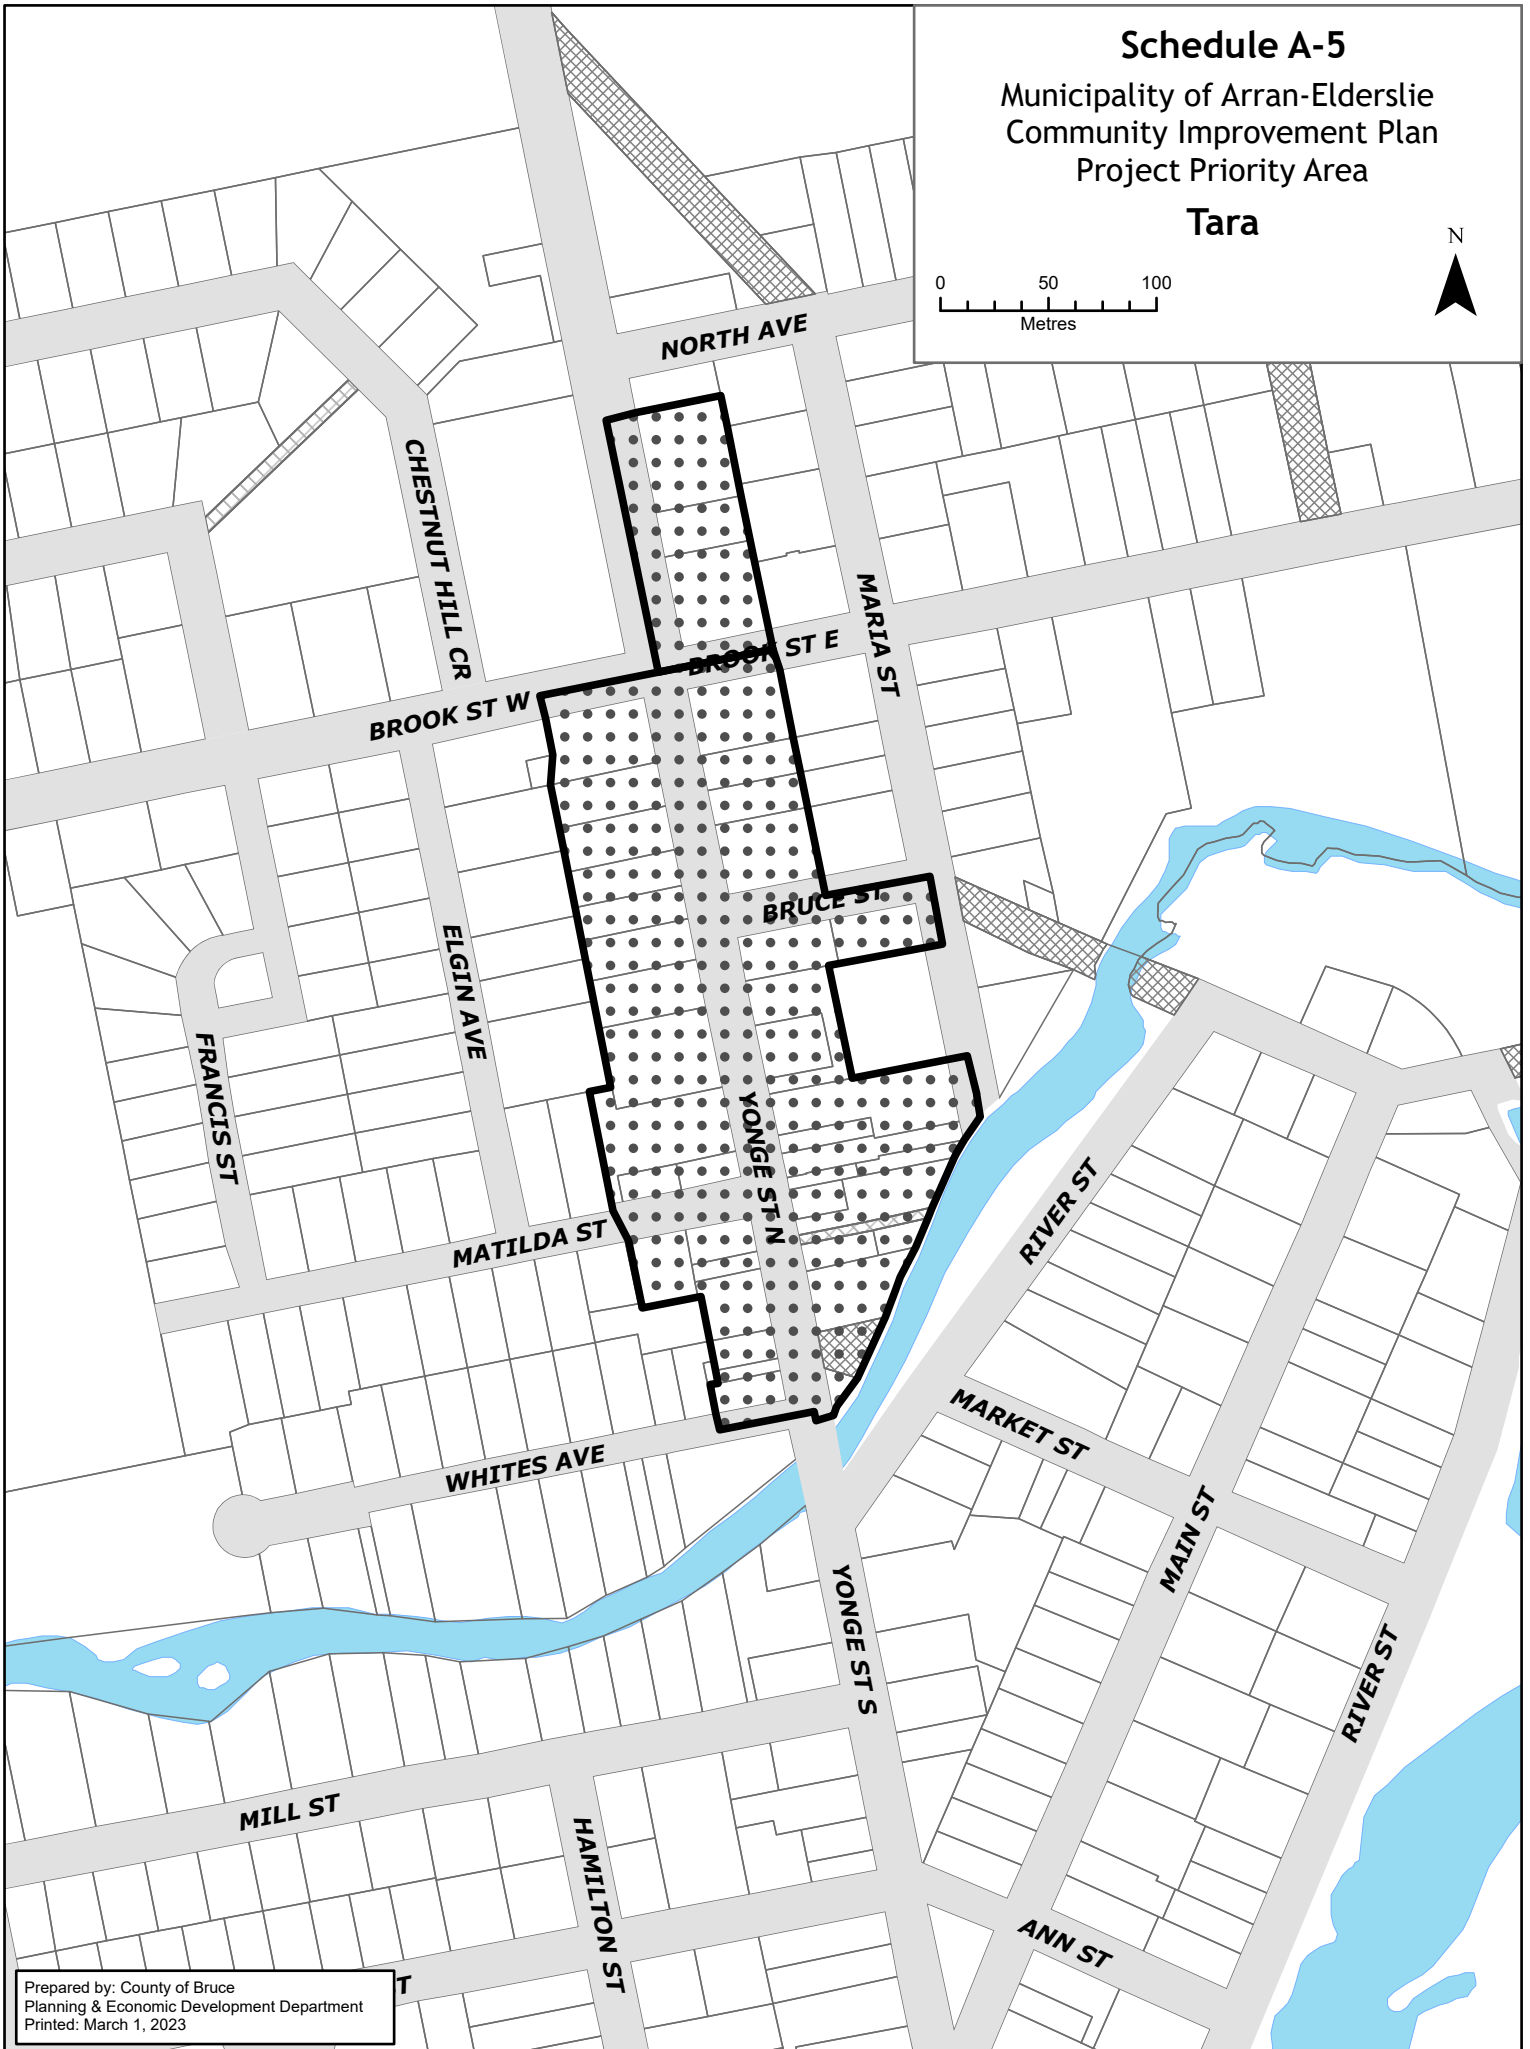 Schedule A-5
Municipality of Arran-Elderslie
Community Improvement Plan
Project Priority Area
Tara
N
0 50 100
Metres
NORTH AVE
CHESTNUT HILL CR
MARIA ST
BROOK ST E
BROOK ST W
BRUCE ST
ELGIN AVE
FRANCIS ST
YONGE ST N
RIVER ST
MATILDA ST
MARKET ST
WHITES AVE
MAIN ST
YONGE ST S
RIVER ST
MILL ST
HAMILTON ST
ANN ST
T
Prepared by: County of Bruce
Planning & Economic Development Department
Printed: March 1, 2023